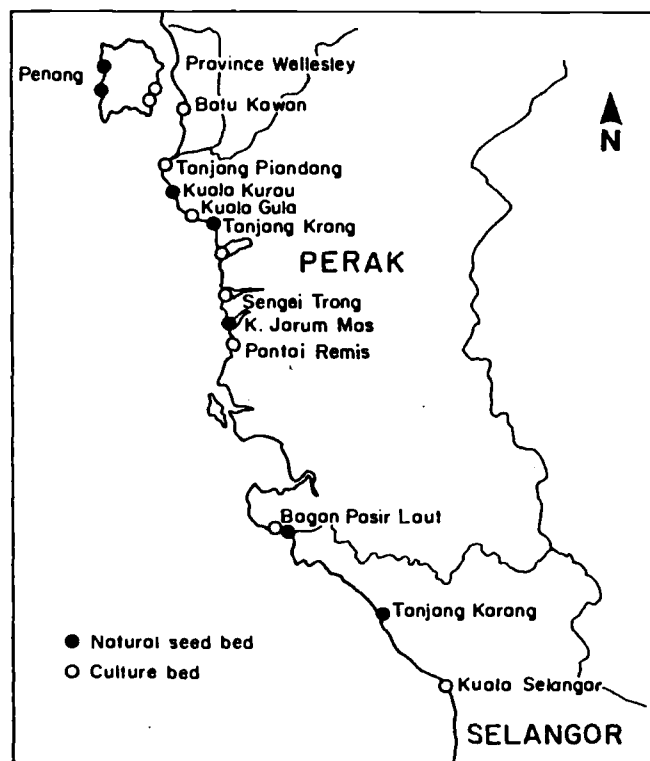 Province Wellesley
Penang
Batu Kawan
N
Tanjang Piandang
Kuala Kurau
Kuala Gula
Tanjang Krang
PERAK
Sengai Trong
K. Jarum Mas
Pantai Remis
Bagan Pasir Laut
Tanjang Karang
Natural seed bed
Culture bed
Kuala Selangor
SELANGOR